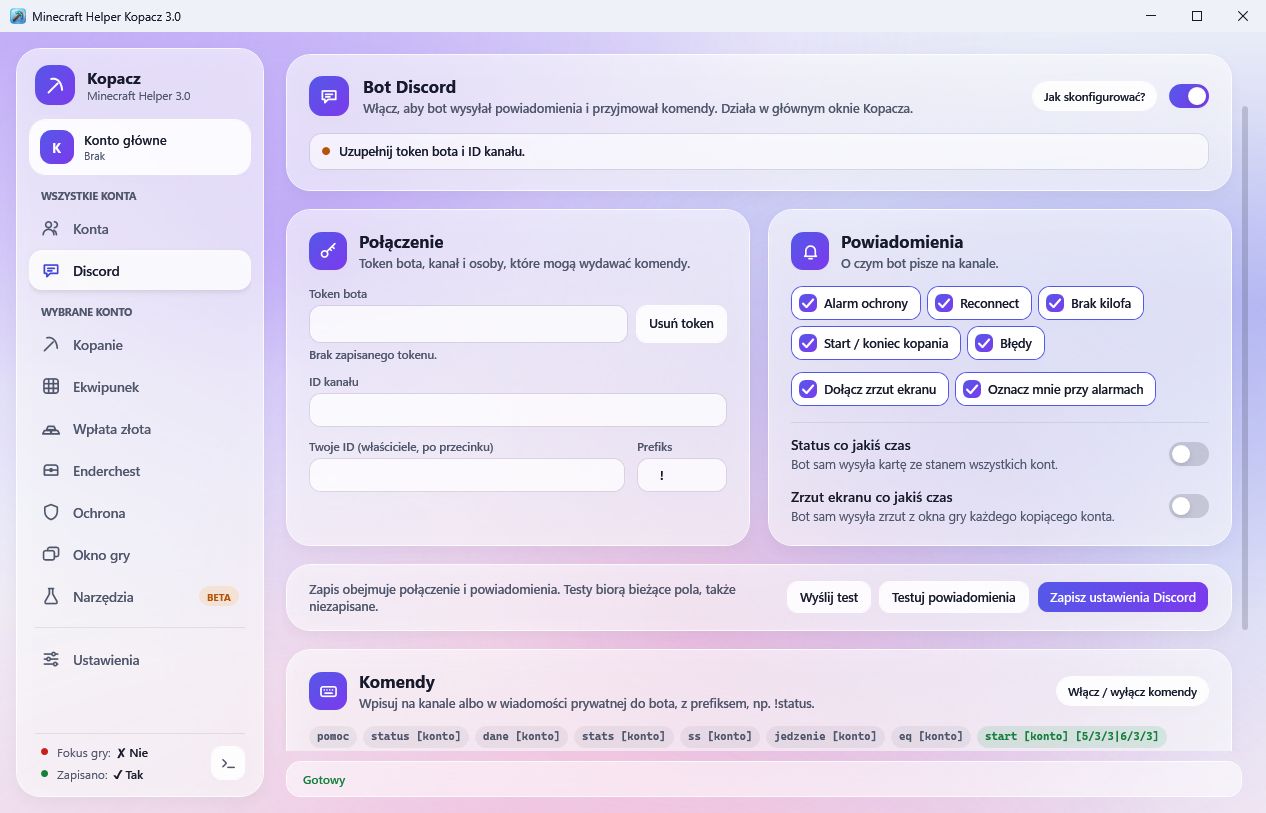 Minecraft Helper Kopacz 3.0
Kopacz
Minecraft Helper 3.0
K
Konto główne
Brak
WSZYSTKIE KONTA
Konta
Discord
WYBRANE KONTO
Kopanie
Ekwipunek
Wpłata złota
Enderchest
Ochrona
Okno gry
Narzędzia
BETA
Ustawienia
Fokus gry: ✗ Nie
Zapisano: ✓ Tak
Bot Discord
Włącz, aby bot wysyłał powiadomienia i przyjmował komendy. Działa w głównym oknie Kopacza.
Jak skonfigurować?
Uzupełnij token bota i ID kanału.
Połączenie
Token bota, kanał i osoby, które mogą wydawać komendy.
Token bota
Usuń token
Brak zapisanego tokenu.
ID kanału
Twoje ID (właściciele, po przecinku)
Prefiks
!
Powiadomienia
O czym bot pisze na kanale.
Alarm ochrony
Reconnect
Brak kilofa
Start / koniec kopania
Błędy
Dołącz zrzut ekranu
Oznacz mnie przy alarmach
Status co jakiś czas
Bot sam wysyła kartę ze stanem wszystkich kont.
Zrzut ekranu co jakiś czas
Bot sam wysyła zrzut z okna gry każdego kopiącego konta.
Zapis obejmuje połączenie i powiadomienia. Testy biorą bieżące pola, także
niezapisane.
Wyślij test
Testuj powiadomienia
Zapisz ustawienia Discord
Komendy
Wpisuj na kanale albo w wiadomości prywatnej do bota, z prefiksem, np. !status.
Włącz / wyłącz komendy
pomoc
status [konto]
dane [konto]
stats [konto]
ss [konto]
jedzenie [konto]
eq [konto]
start [konto] [5/3/3|6/3/3]
Gotowy